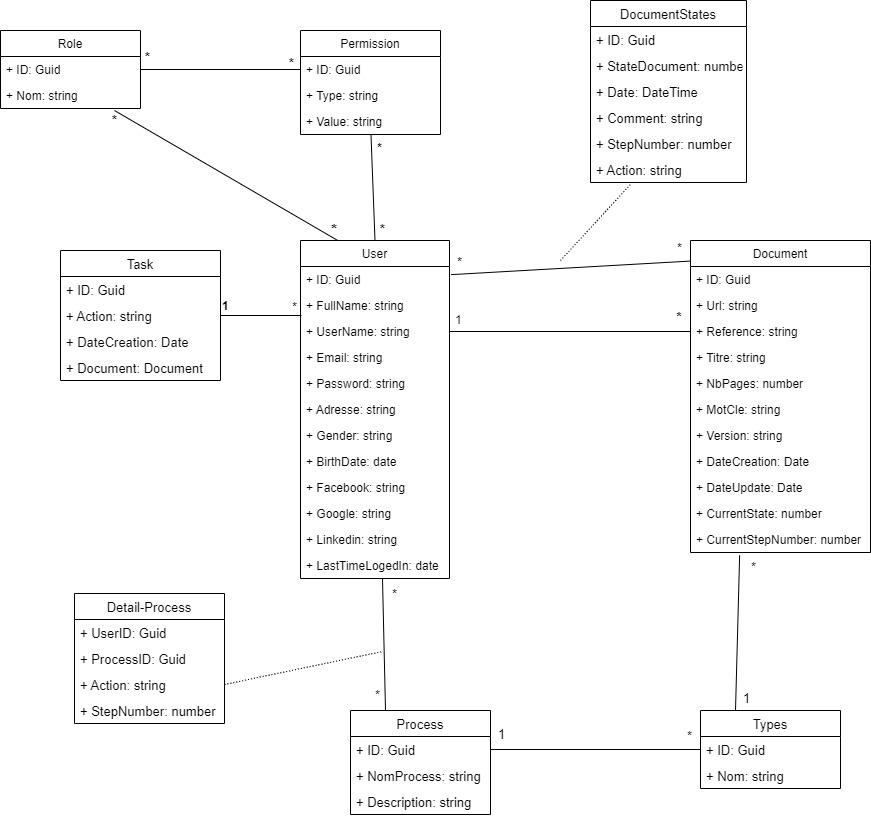 DocumentStates
+ ID: Guid
+ StateDocument: numbe
+ Date: DateTime
+ Comment: string
+ StepNumber: number
+ Action: string
Role
+ ID: Guid
+ Nom: string
*
*
*
Permission
+ ID: Guid
+ Type: string
+ Value: string
*
*
*
Task
+ ID: Guid
+ Action: string
+ DateCreation: Date
+ Document: Document
1
*
User
+ ID: Guid
+ FullName: string
+ UserName: string
+ Email: string
+ Password: string
+ Adresse: string
+ Gender: string
+ BirthDate: date
+ Facebook: string
+ Google: string
+ Linkedin: string
+ LastTimeLogedIn: date
*
*
1
*
Document
+ ID: Guid
+ Url: string
+ Reference: string
+ Titre: string
+ NbPages: number
+ MotCle: string
+ Version: string
+ DateCreation: Date
+ DateUpdate: Date
+ CurrentState: number
+ CurrentStepNumber: number
*
*
Detail-Process
+ UserID: Guid
+ ProcessID: Guid
+ Action: string
+ StepNumber: number
*
1
Process
+ ID: Guid
+ NomProcess: string
+ Description: string
1
*
Types
+ ID: Guid
+ Nom: string